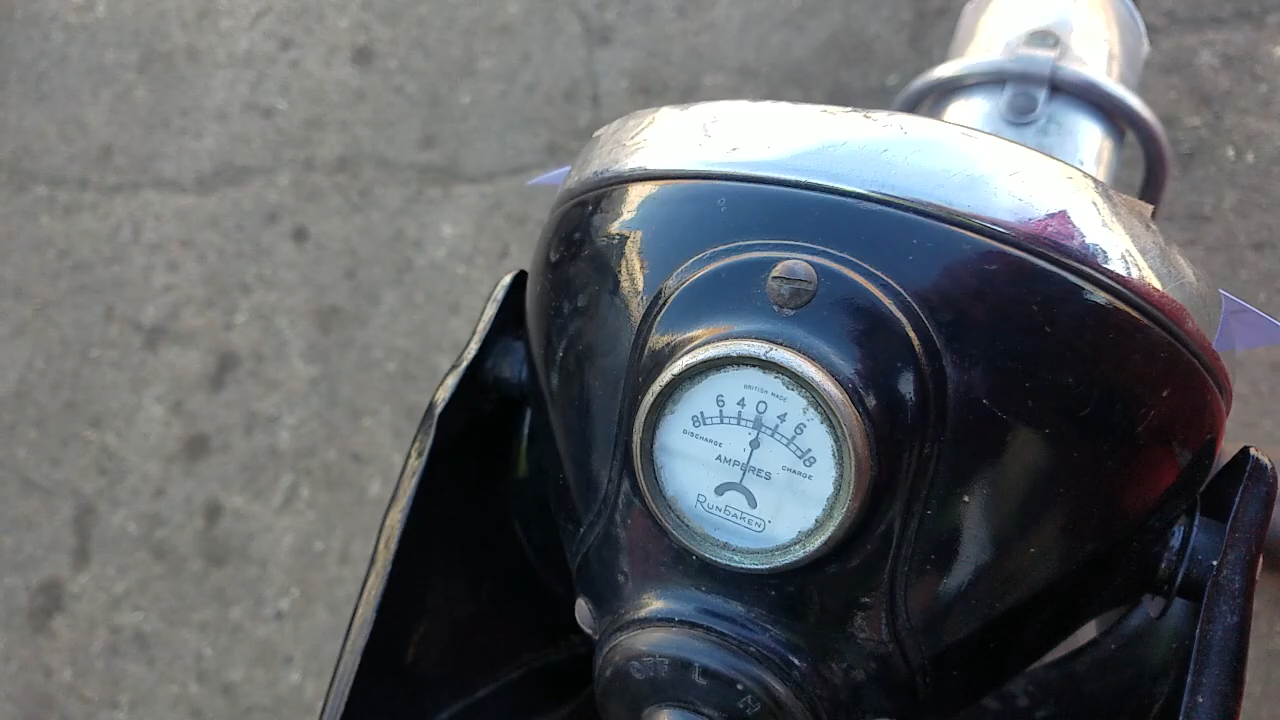 BRITISH MADE
8 6 4 0 4 6 8
DISCHARGE CHARGE
AMPERES
RUNBAKEN
OFF L H